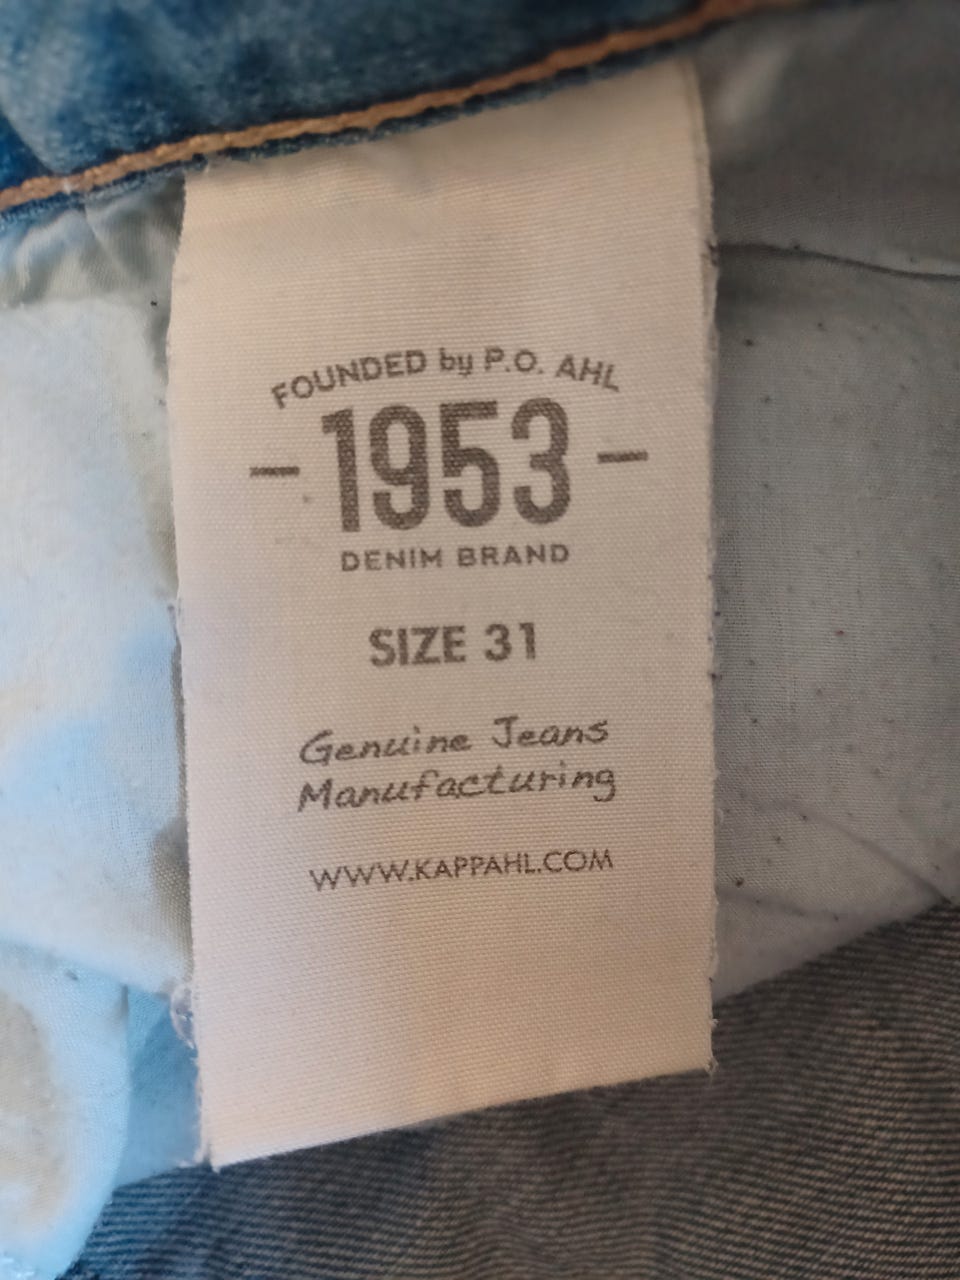 FOUNDED by P.O. AHL
- 1953 -
DENIM BRAND
SIZE 31
Genuine Jeans
Manufacturing
WWW.KAPPAHL.COM